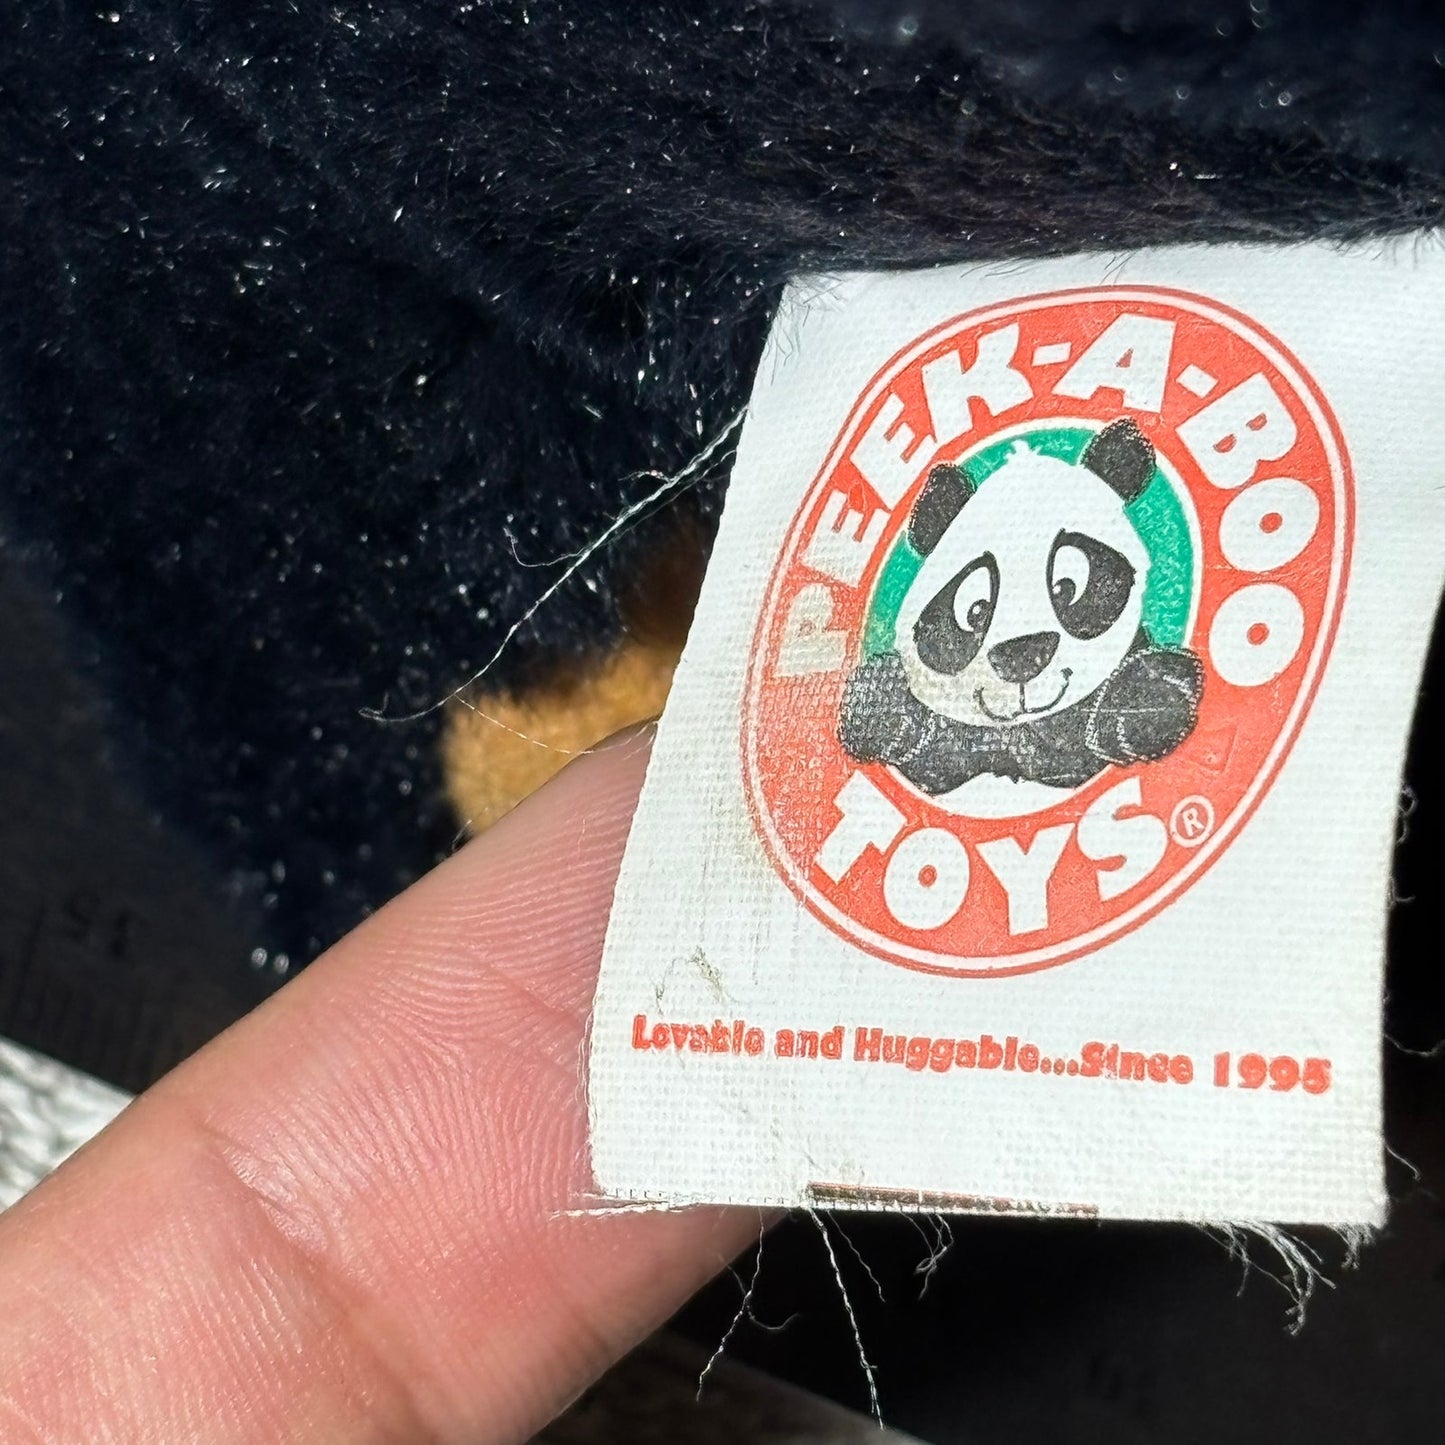 PEEK-A-BOO
TOYS®
Lovable and Huggable...Since 1995